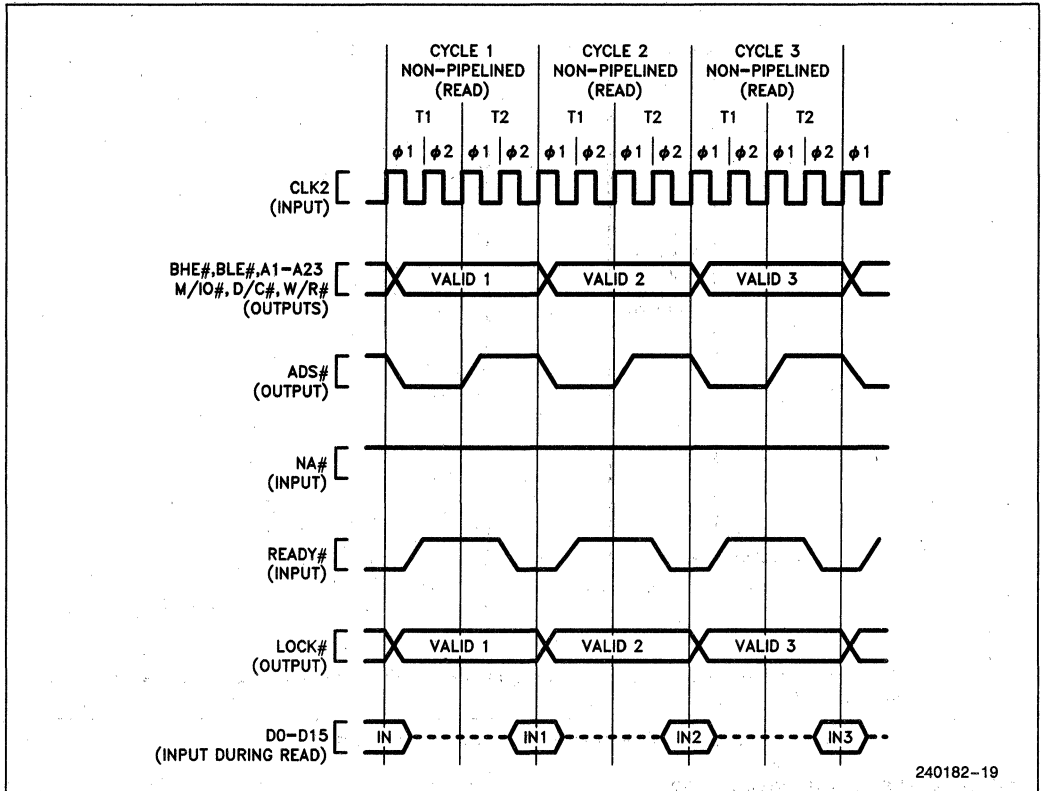 CYCLE 1 CYCLE 2 CYCLE 3
NON-PIPELINED NON-PIPELINED NON-PIPELINED
(READ) (READ) (READ)
T1 T2 T1 T2 T1 T2
φ1 φ2 φ1 φ2 φ1 φ2 φ1 φ2 φ1 φ2 φ1 φ2 φ1
CLK2
(INPUT)
BHE#,BLE#,A1-A23
M/IO#,D/C#,W/R#
(OUTPUTS)
VALID 1 VALID 2 VALID 3
ADS#
(OUTPUT)
NA#
(INPUT)
READY#
(INPUT)
LOCK#
(OUTPUT)
VALID 1 VALID 2 VALID 3
D0-D15
(INPUT DURING READ)
IN IN1 IN2 IN3
240182-19